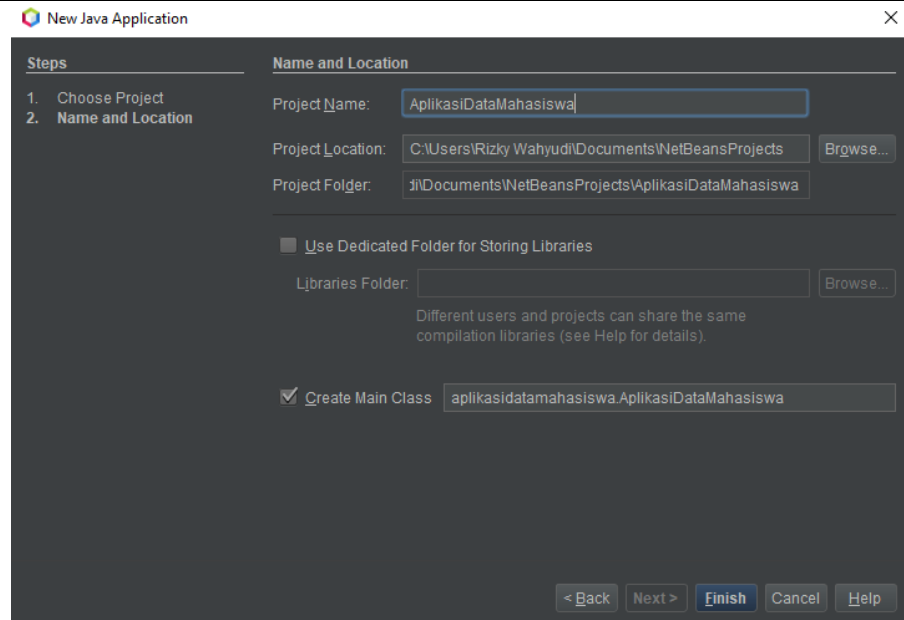 New Java Application
Steps
1. Choose Project
2. Name and Location
Name and Location
Project Name: AplikasiDataMahasiswa
Project Location: C:\Users\Rizky Wahyudi\Documents\NetBeansProjects Browse...
Project Folder: di\Documents\NetBeansProjects\AplikasiDataMahasiswa
Use Dedicated Folder for Storing Libraries
Libraries Folder: Browse...
Different users and projects can share the same
compilation libraries (see Help for details).
Create Main Class aplikasidatamahasiswa.AplikasiDataMahasiswa
< Back Next > Finish Cancel Help